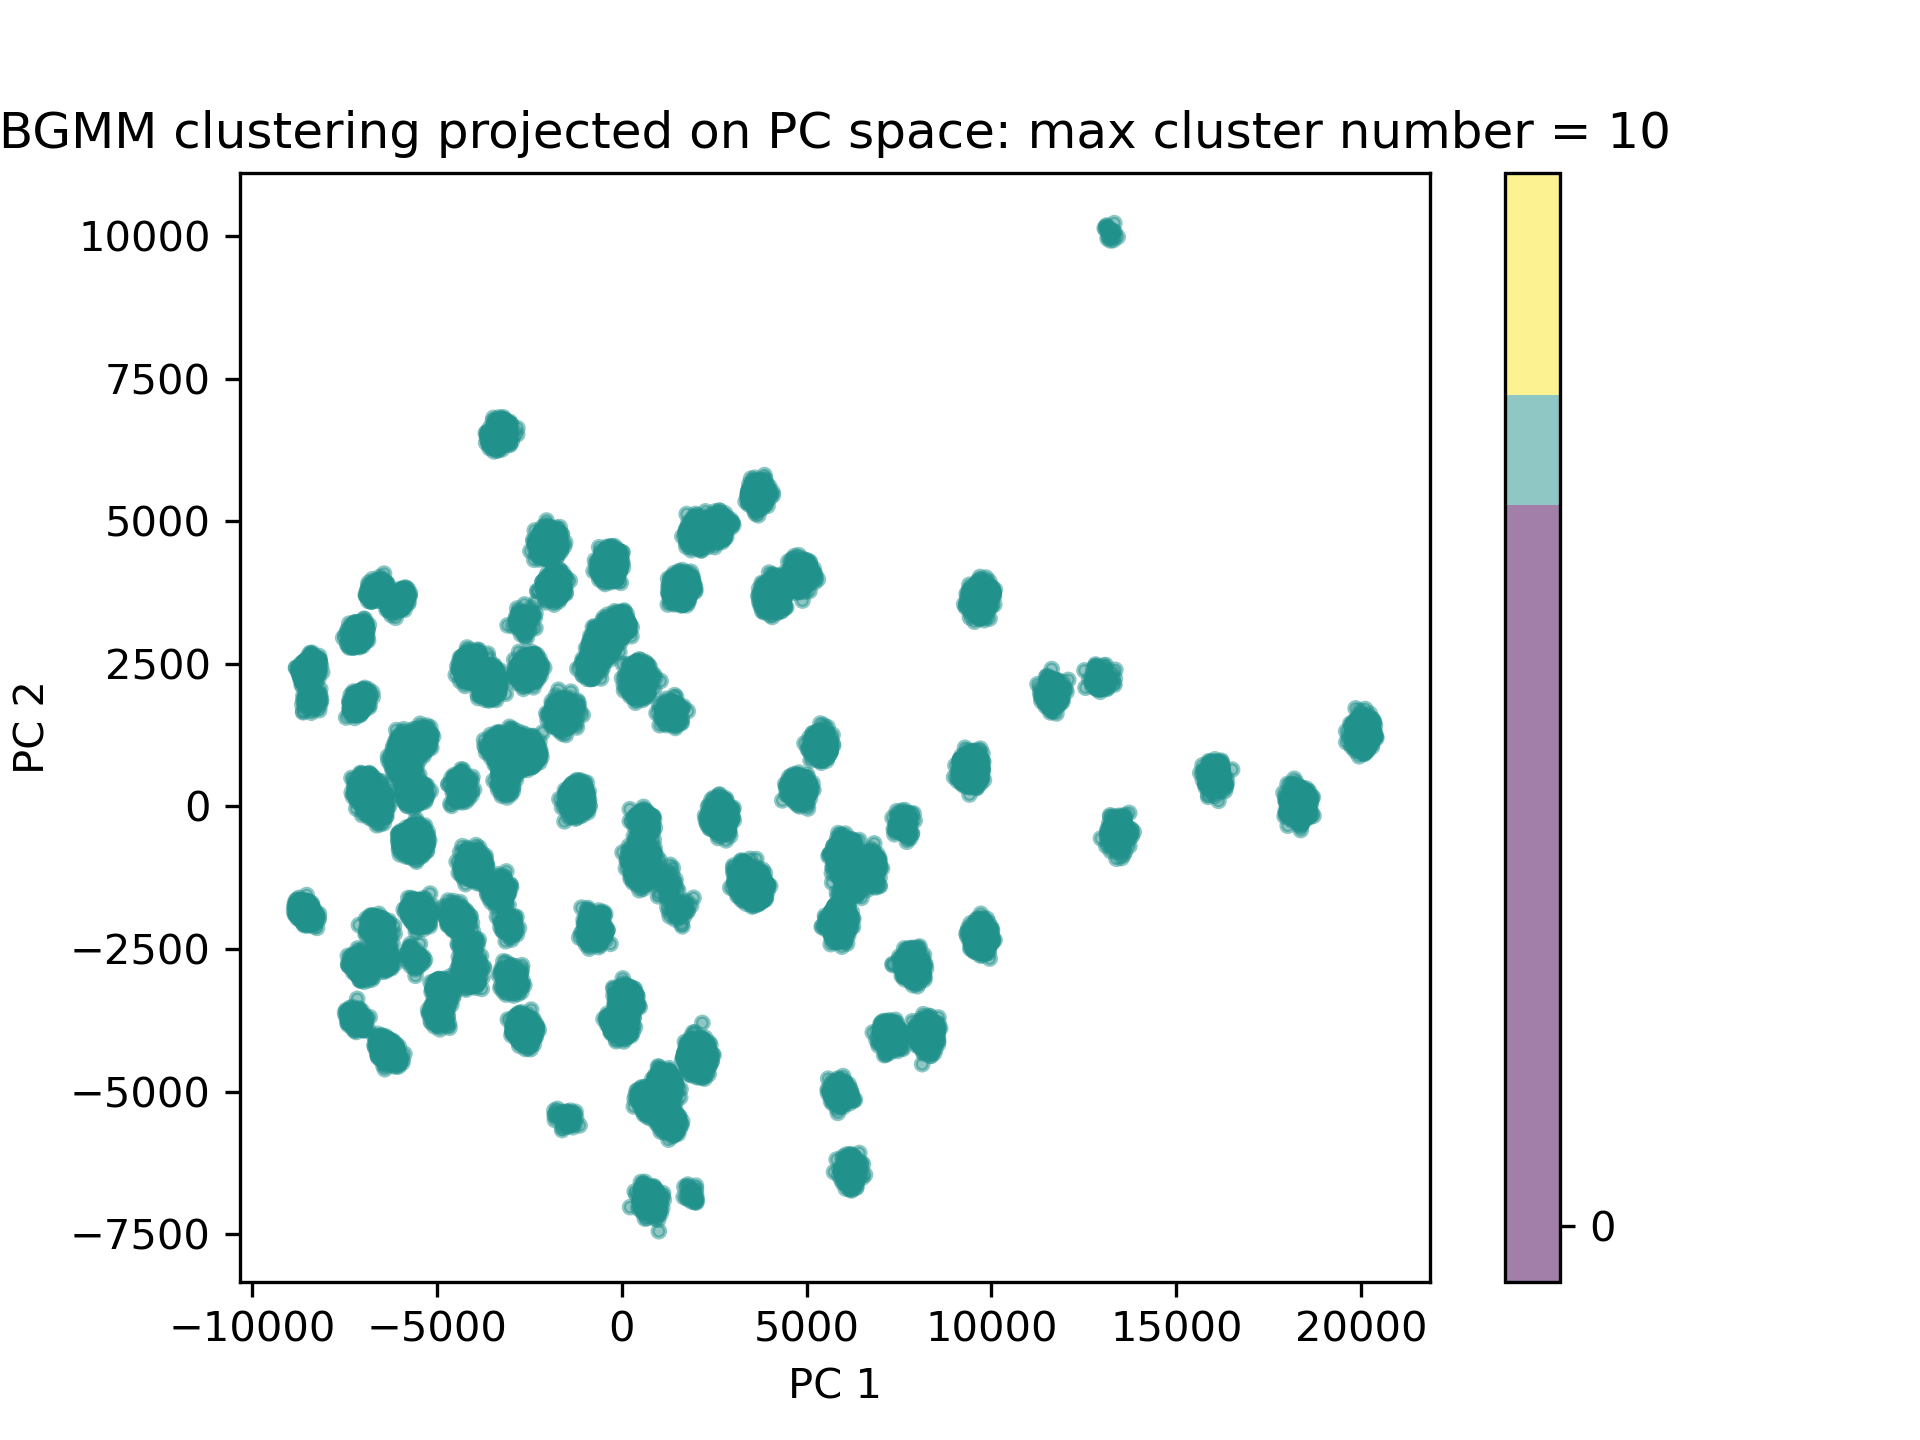 BGMM clustering projected on PC space: max cluster number = 10
10000
7500
5000
2500
0
−2500
−5000
−7500
PC 2
−10000 −5000 0 5000 10000 15000 20000
PC 1
0